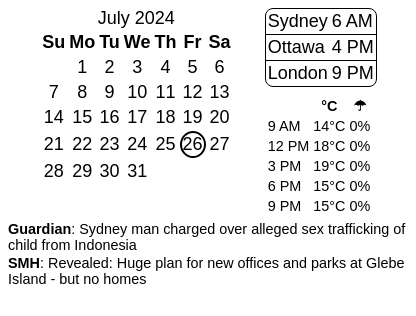 July 2024
Su Mo Tu We Th Fr Sa
1 2 3 4 5 6
7 8 9 10 11 12 13
14 15 16 17 18 19 20
21 22 23 24 25 26 27
28 29 30 31
Sydney 6 AM
Ottawa 4 PM
London 9 PM
°C ☂
9 AM 14°C 0%
12 PM 18°C 0%
3 PM 19°C 0%
6 PM 15°C 0%
9 PM 15°C 0%
Guardian: Sydney man charged over alleged sex trafficking of
child from Indonesia
SMH: Revealed: Huge plan for new offices and parks at Glebe
Island - but no homes